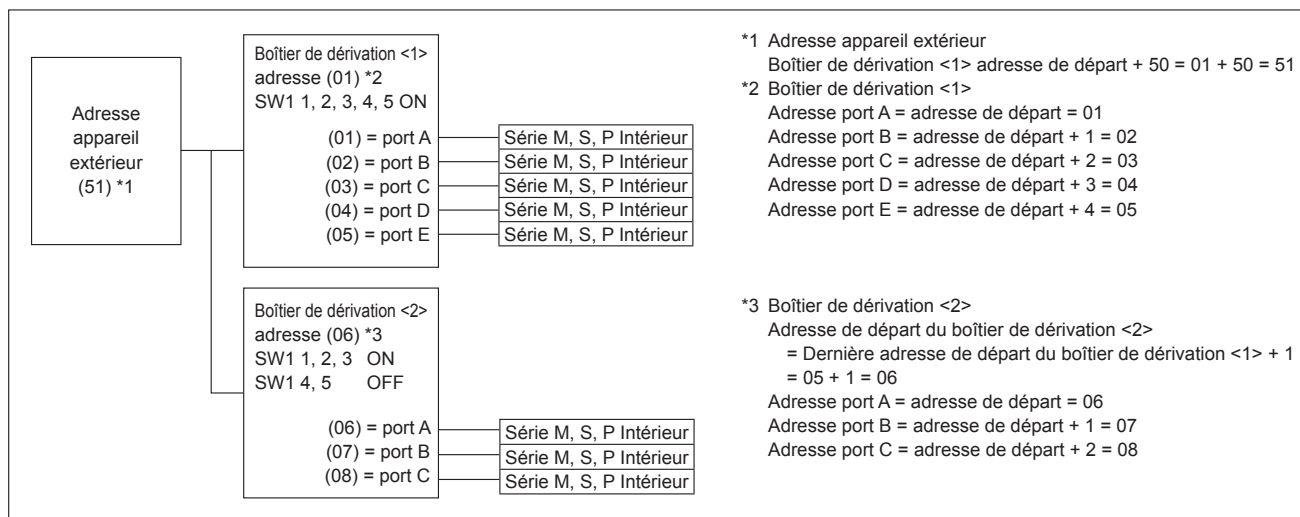 Adresse
appareil
extérieur
(51) *1
Boîtier de dérivation <1>
adresse (01) *2
SW1 1, 2, 3, 4, 5 ON
(01) = port A
(02) = port B
(03) = port C
(04) = port D
(05) = port E
Série M, S, P Intérieur
Série M, S, P Intérieur
Série M, S, P Intérieur
Série M, S, P Intérieur
Série M, S, P Intérieur
Boîtier de dérivation <2>
adresse (06) *3
SW1 1, 2, 3 ON
SW1 4, 5 OFF
(06) = port A
(07) = port B
(08) = port C
Série M, S, P Intérieur
Série M, S, P Intérieur
Série M, S, P Intérieur
*1 Adresse appareil extérieur
Boîtier de dérivation <1> adresse de départ + 50 = 01 + 50 = 51
*2 Boîtier de dérivation <1>
Adresse port A = adresse de départ = 01
Adresse port B = adresse de départ + 1 = 02
Adresse port C = adresse de départ + 2 = 03
Adresse port D = adresse de départ + 3 = 04
Adresse port E = adresse de départ + 4 = 05
*3 Boîtier de dérivation <2>
Adresse de départ du boîtier de dérivation <2>
= Dernière adresse de départ du boîtier de dérivation <1> + 1
= 05 + 1 = 06
Adresse port A = adresse de départ = 06
Adresse port B = adresse de départ + 1 = 07
Adresse port C = adresse de départ + 2 = 08